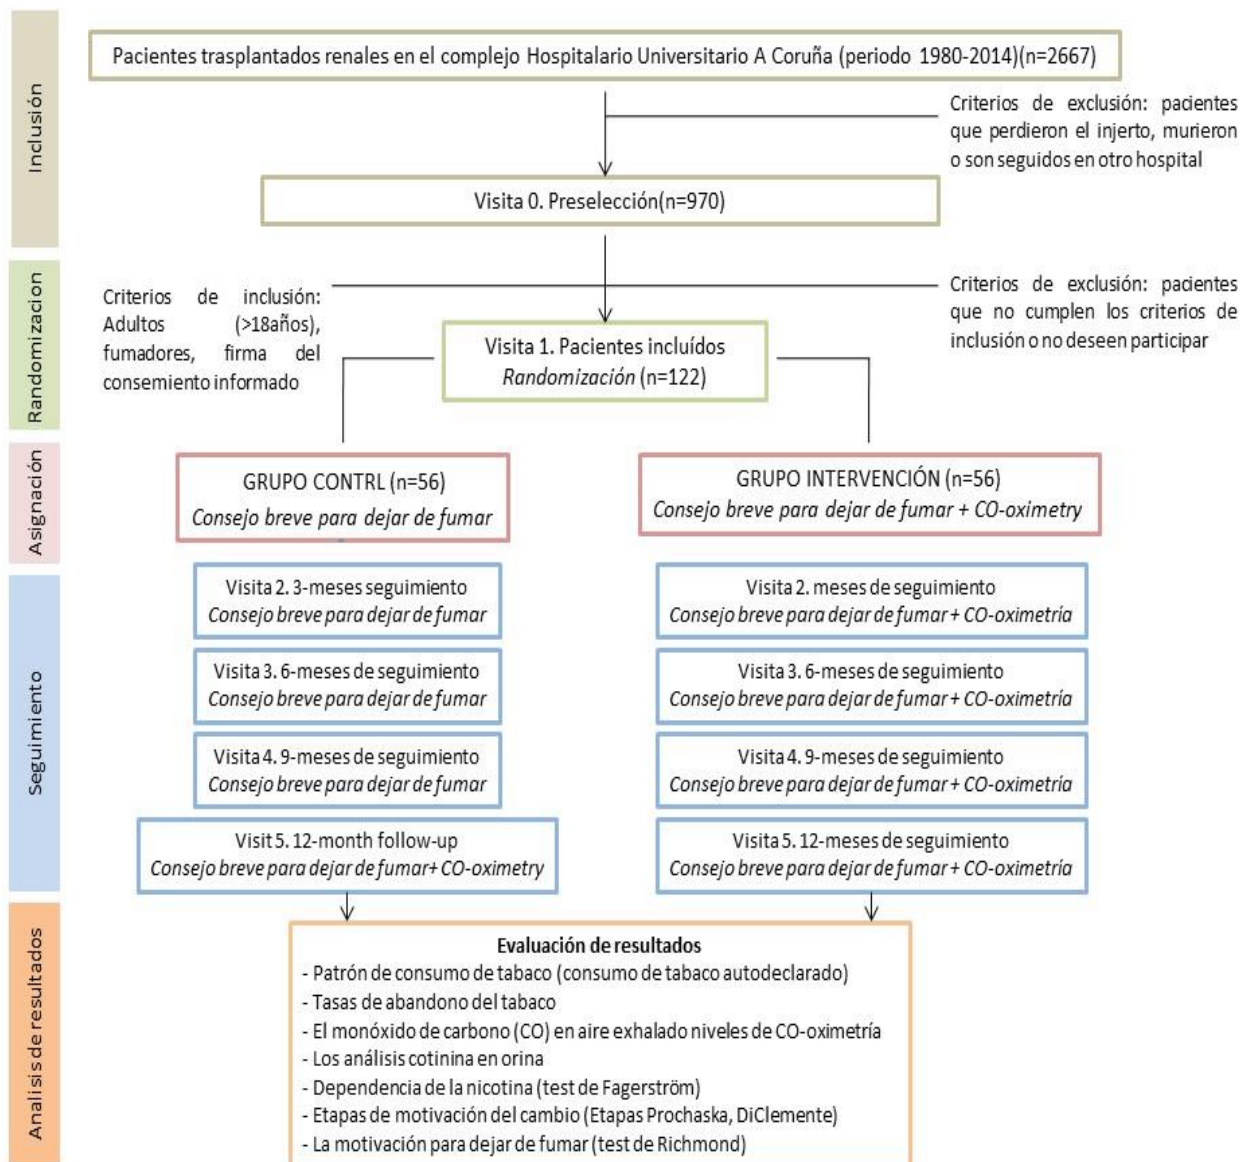 Inclusión
Pacientes trasplantados renales en el complejo Hospitalario Universitario A Coruña (periodo 1980-2014)(n=2667)
Criterios de exclusión: pacientes
que perdieron el injerto, murieron
o son seguidos en otro hospital
Visita 0. Preselección(n=970)
Randomizacion
Criterios de inclusión:
Adultos (>18años),
fumadores, firma del
consemiento informado
Criterios de exclusión: pacientes
que no cumplen los criterios de
inclusión o no deseen participar
Visita 1. Pacientes incluídos
Randomización (n=122)
Asignación
GRUPO CONTRL (n=56)
Consejo breve para dejar de fumar
GRUPO INTERVENCIÓN (n=56)
Consejo breve para dejar de fumar + CO-oximetry
Seguimiento
Visita 2. 3-meses seguimiento
Consejo breve para dejar de fumar
Visita 2. meses de seguimiento
Consejo breve para dejar de fumar + CO-oximetría
Visita 3. 6-meses de seguimiento
Consejo breve para dejar de fumar
Visita 3. 6-meses de seguimiento
Consejo breve para dejar de fumar + CO-oximetría
Visita 4. 9-meses de seguimiento
Consejo breve para dejar de fumar
Visita 4. 9-meses de seguimiento
Consejo breve para dejar de fumar + CO-oximetría
Visit 5. 12-month follow-up
Consejo breve para dejar de fumar+ CO-oximetry
Visita 5. 12-meses de seguimiento
Consejo breve para dejar de fumar + CO-oximetría
Analisis de resultados
Evaluación de resultados
- Patrón de consumo de tabaco (consumo de tabaco autodeclarado)
- Tasas de abandono del tabaco
- El monóxido de carbono (CO) en aire exhalado niveles de CO-oximetría
- Los análisis cotinina en orina
- Dependencia de la nicotina (test de Fagerström)
- Etapas de motivación del cambio (Etapas Prochaska, DiClemente)
- La motivación para dejar de fumar (test de Richmond)